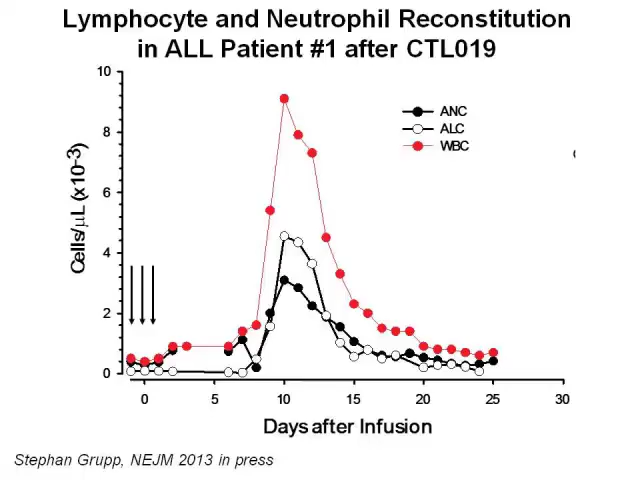 Lymphocyte and Neutrophil Reconstitution
in ALL Patient #1 after CTL019
10
8
6
4
2
0
Cells/μL (x10-3)
ANC
ALC
WBC
0 5 10 15 20 25 30
Days after Infusion
Stephan Grupp, NEJM 2013 in press